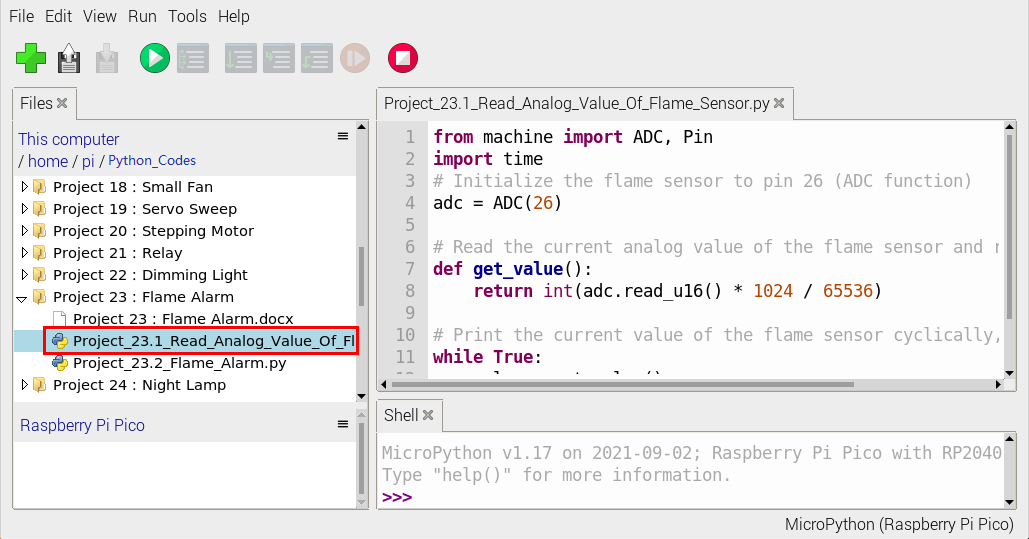 File Edit View Run Tools Help
Files
This computer
/ home / pi / Python_Codes
Project 18 : Small Fan
Project 19 : Servo Sweep
Project 20 : Stepping Motor
Project 21 : Relay
Project 22 : Dimming Light
Project 23 : Flame Alarm
Project 23 : Flame Alarm.docx
Project_23.1_Read_Analog_Value_Of_Fl
Project_23.2_Flame_Alarm.py
Project 24 : Night Lamp
Raspberry Pi Pico
Project_23.1_Read_Analog_Value_Of_Flame_Sensor.py
1 from machine import ADC, Pin
2 import time
3 # Initialize the flame sensor to pin 26 (ADC function)
4 adc = ADC(26)
5
6 # Read the current analog value of the flame sensor and r
7 def get_value():
8     return int(adc.read_u16() * 1024 / 65536)
9
10 # Print the current value of the flame sensor cyclically,
11 while True:
Shell
MicroPython v1.17 on 2021-09-02; Raspberry Pi Pico with RP2040
Type "help()" for more information.
>>>
MicroPython (Raspberry Pi Pico)